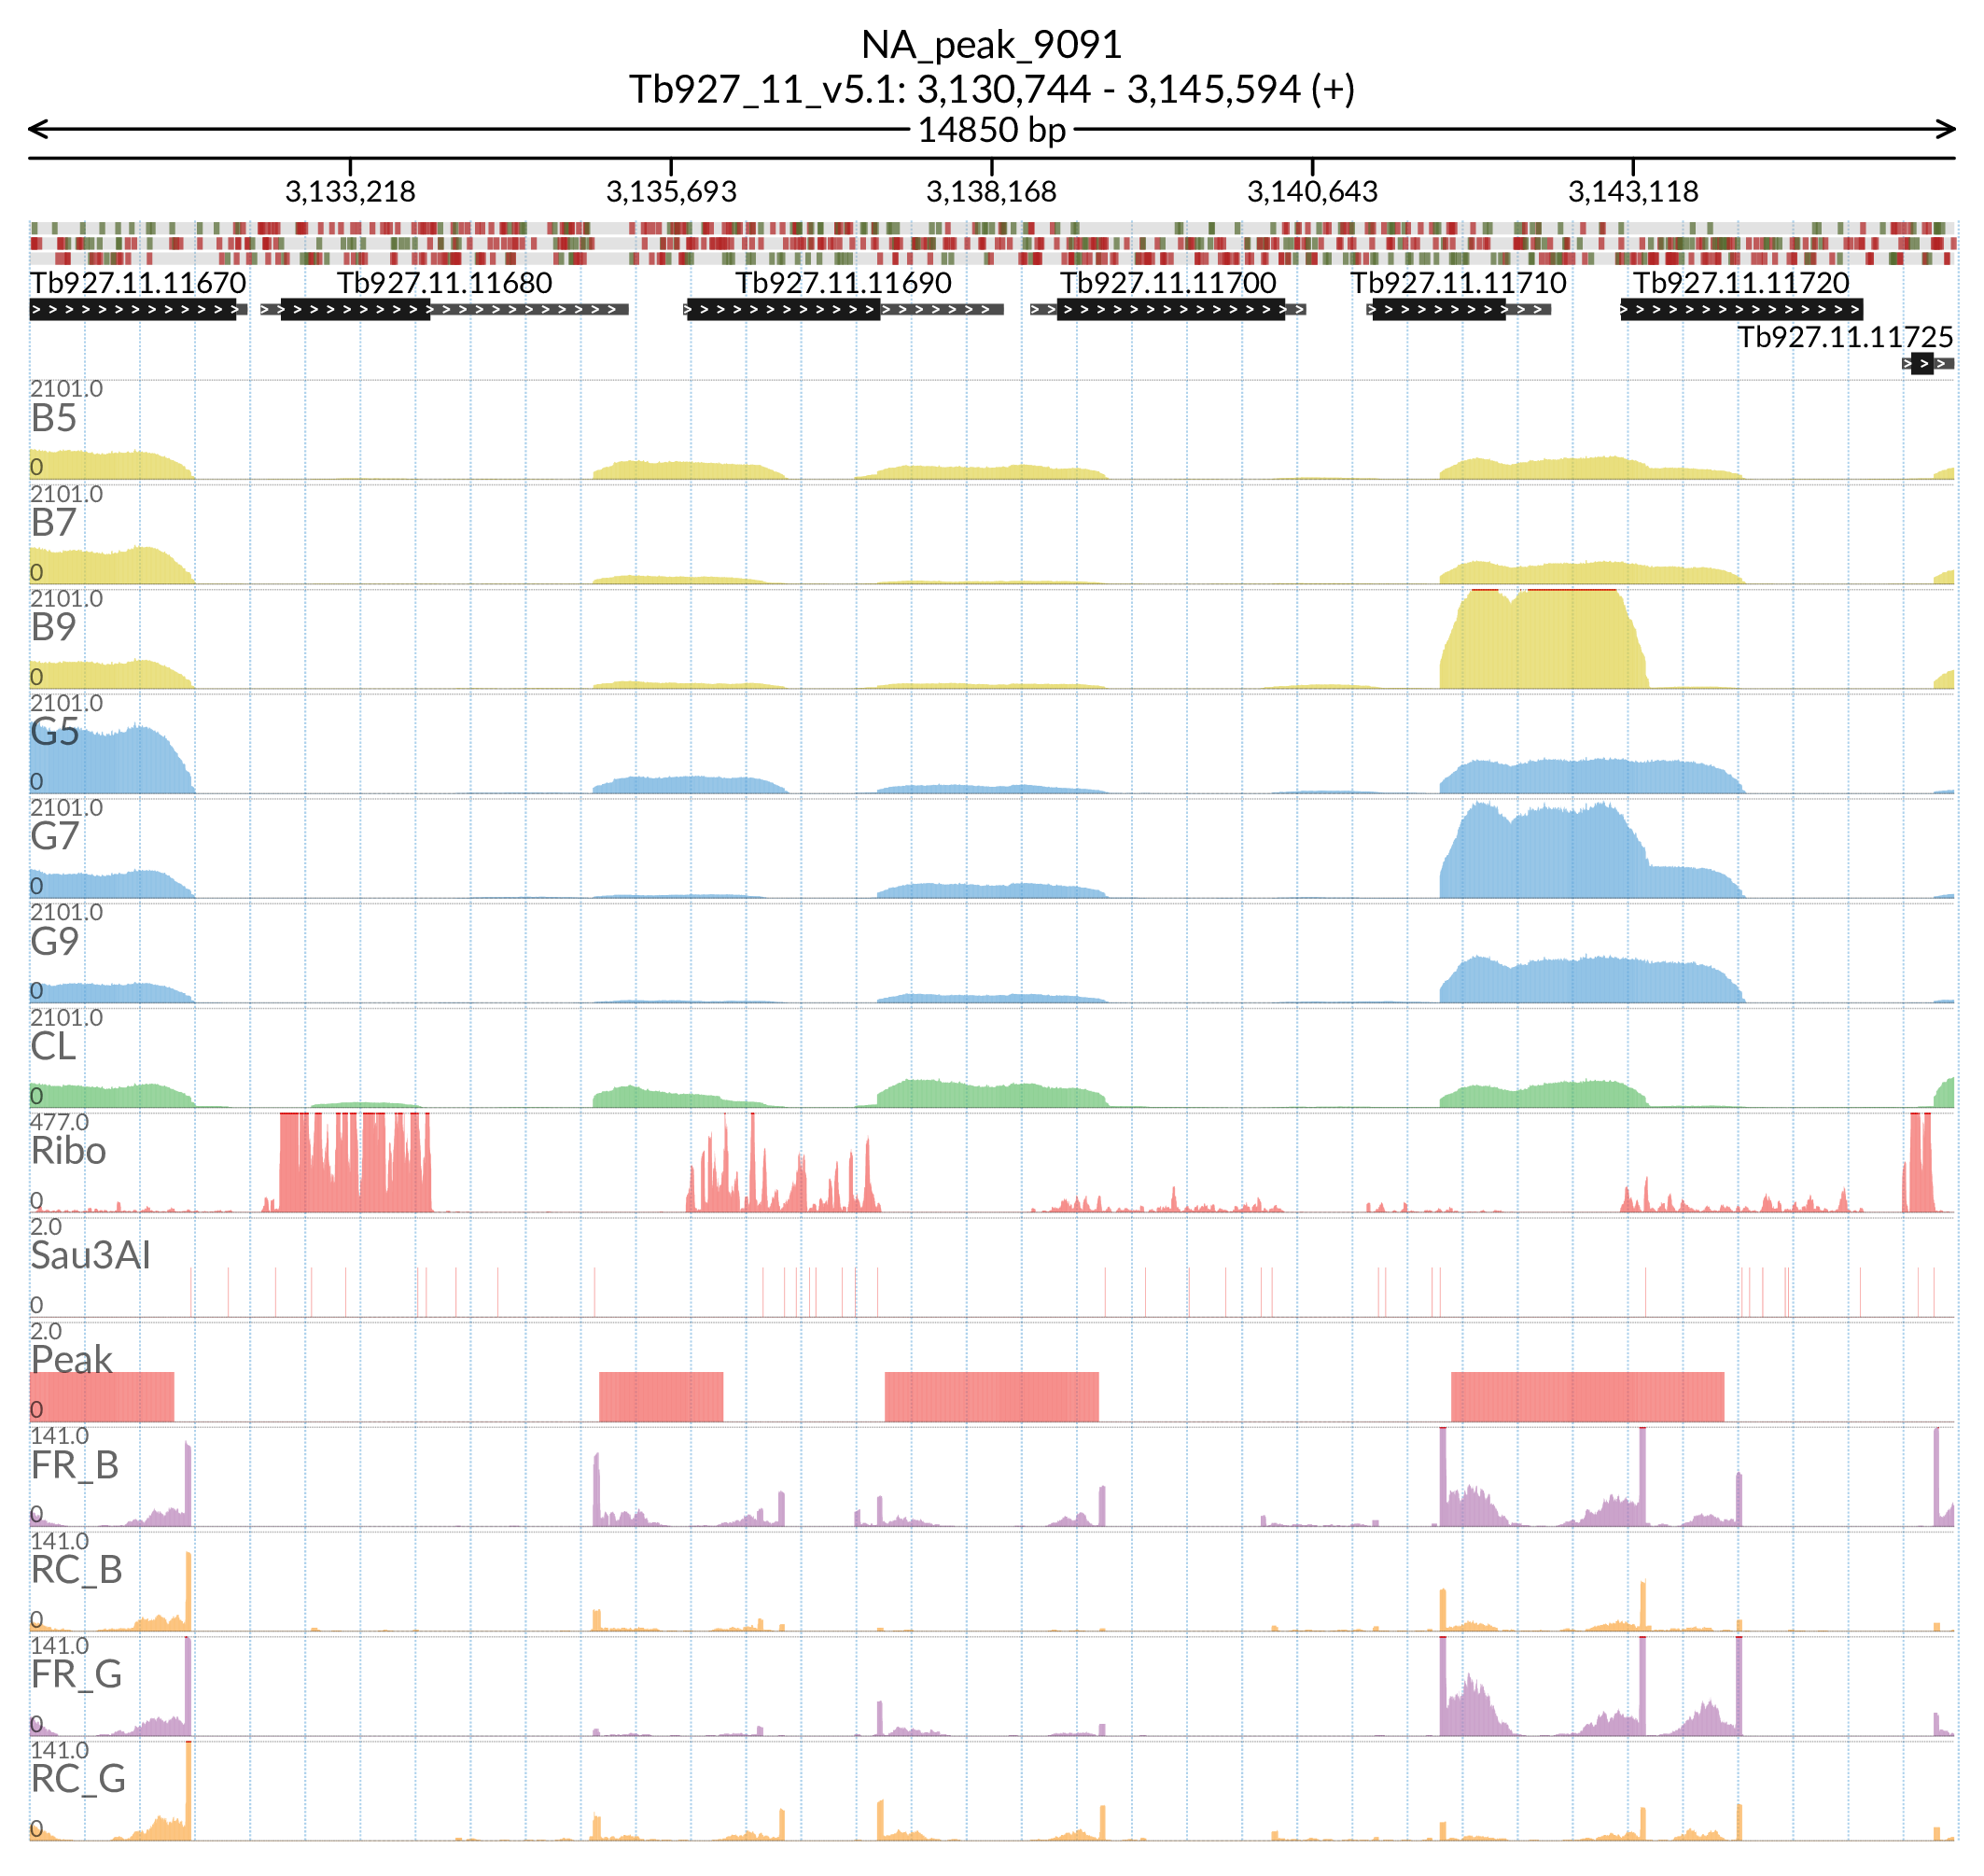 NA_peak_9091
Tb927_11_v5.1: 3,130,744 - 3,145,594 (+)
14850 bp
3,133,218 3,135,693 3,138,168 3,140,643 3,143,118
Tb927.11.11670 Tb927.11.11680 Tb927.11.11690 Tb927.11.11700 Tb927.11.11710 Tb927.11.11720
Tb927.11.11725
2101.0
B5
0
2101.0
B7
0
2101.0
B9
0
2101.0
G5
0
2101.0
G7
0
2101.0
G9
0
2101.0
CL
0
477.0
Ribo
0
2.0
Sau3AI
0
2.0
Peak
0
141.0
FR_B
0
141.0
RC_B
0
141.0
FR_G
0
141.0
RC_G
0